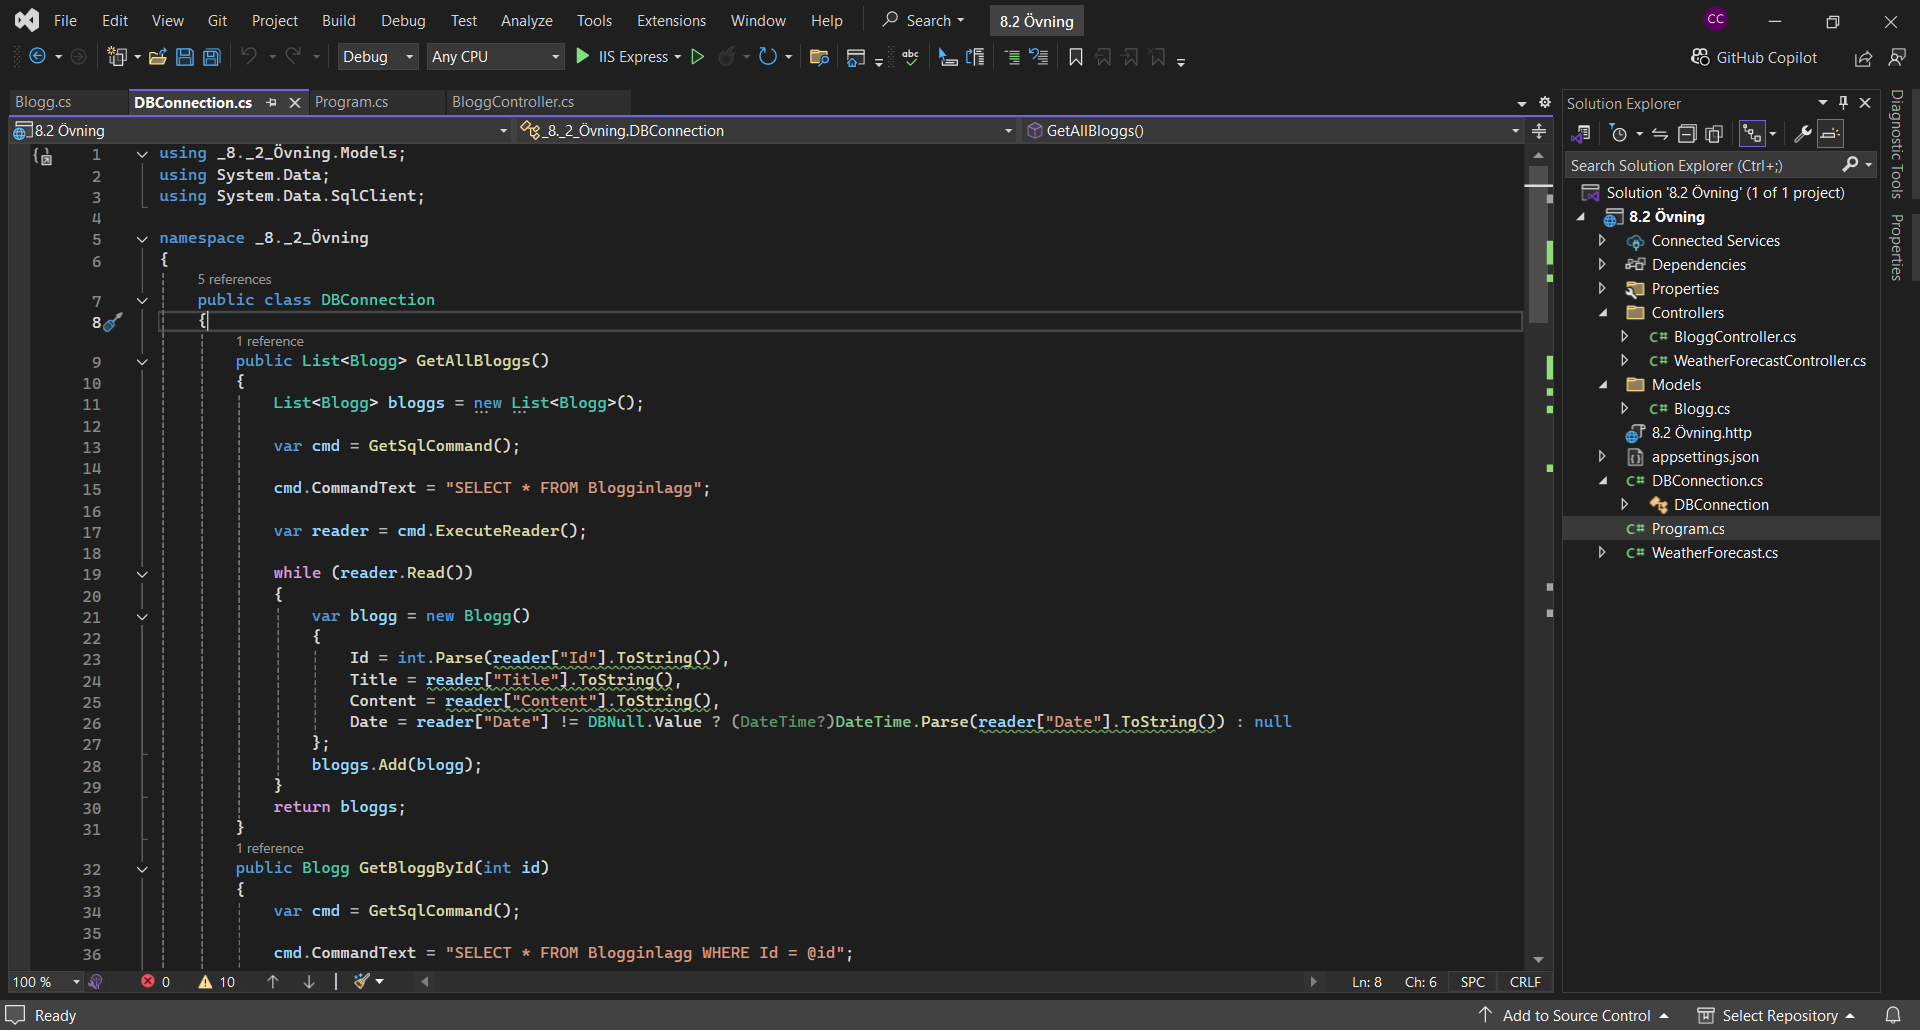 File Edit View Git Project Build Debug Test Analyze Tools Extensions Window Help Search 8.2 Övning CC
Debug Any CPU IIS Express abc GitHub Copilot
Blogg.cs DBConnection.cs Program.cs BloggController.cs
8.2 Övning _8._2_Övning.DBConnection GetAllBloggs()
1 using _8._2_Övning.Models;
2 using System.Data;
3 using System.Data.SqlClient;
4
5 namespace _8._2_Övning
6 {
5 references
7 public class DBConnection
8 {
1 reference
9 public List<Blogg> GetAllBloggs()
10 {
11 List<Blogg> bloggs = new List<Blogg>();
12
13 var cmd = GetSqlCommand();
14
15 cmd.CommandText = "SELECT * FROM Blogginlagg";
16
17 var reader = cmd.ExecuteReader();
18
19 while (reader.Read())
20 {
21 var blogg = new Blogg()
22 {
23 Id = int.Parse(reader["Id"].ToString()),
24 Title = reader["Title"].ToString(),
25 Content = reader["Content"].ToString(),
26 Date = reader["Date"] != DBNull.Value ? (DateTime?)DateTime.Parse(reader["Date"].ToString()) : null
27 };
28 bloggs.Add(blogg);
29 }
30 return bloggs;
31 }
1 reference
32 public Blogg GetBloggById(int id)
33 {
34 var cmd = GetSqlCommand();
35
36 cmd.CommandText = "SELECT * FROM Blogginlagg WHERE Id = @id";
100 % 0 10 Ln: 8 Ch: 6 SPC CRLF
Solution Explorer
Search Solution Explorer (Ctrl+;)
Solution '8.2 Övning' (1 of 1 project)
8.2 Övning
Connected Services
Dependencies
Properties
Controllers
C# BloggController.cs
C# WeatherForecastController.cs
Models
C# Blogg.cs
8.2 Övning.http
appsettings.json
C# DBConnection.cs
DBConnection
C# Program.cs
C# WeatherForecast.cs
Diagnostic Tools
Properties
Ready Add to Source Control Select Repository